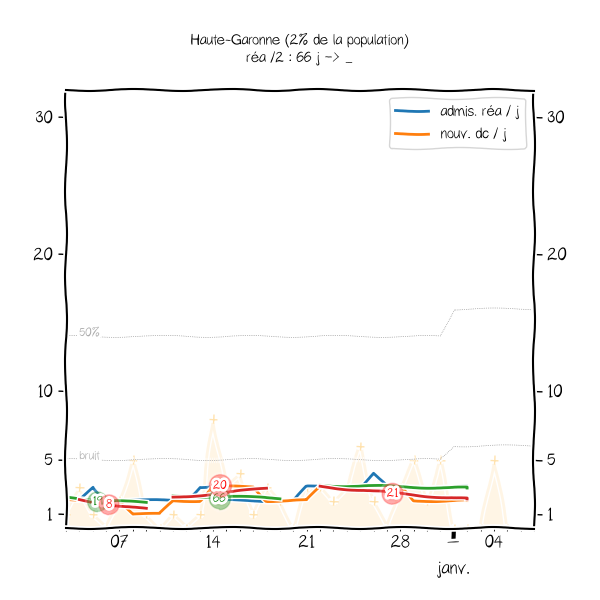 Haute-Garonne (2% de la population)
réa /2 : 66 j -> _
admis. réa / j
nouv. dc / j
30 30
20 20
50%
10 10
bruit
5 5
20
21
66
8
1 1
07 14 21 28 04
janv.